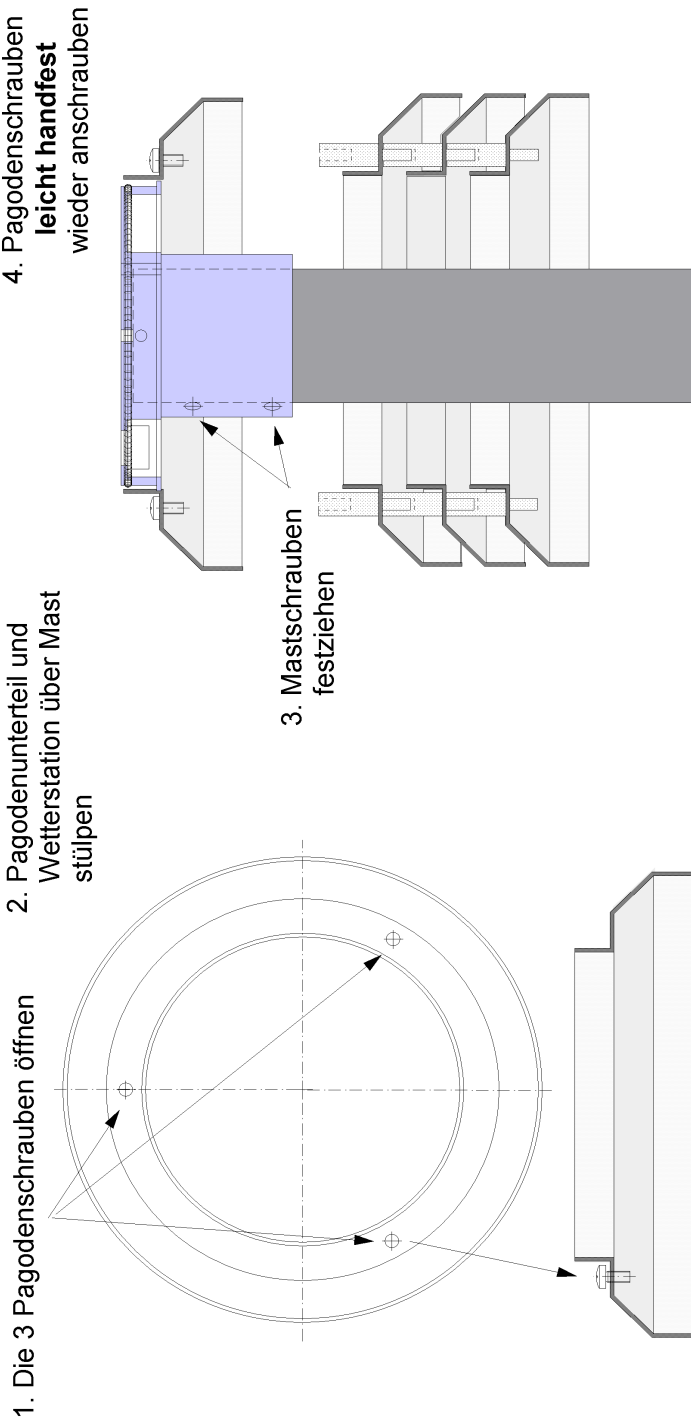 1. Die 3 Pagodenschrauben öffnen
2. Pagodenunterteil und
Wetterstation über Mast
stülpen
3. Mastschrauben
festziehen
4. Pagodenschrauben
leicht handfest
wieder anschrauben